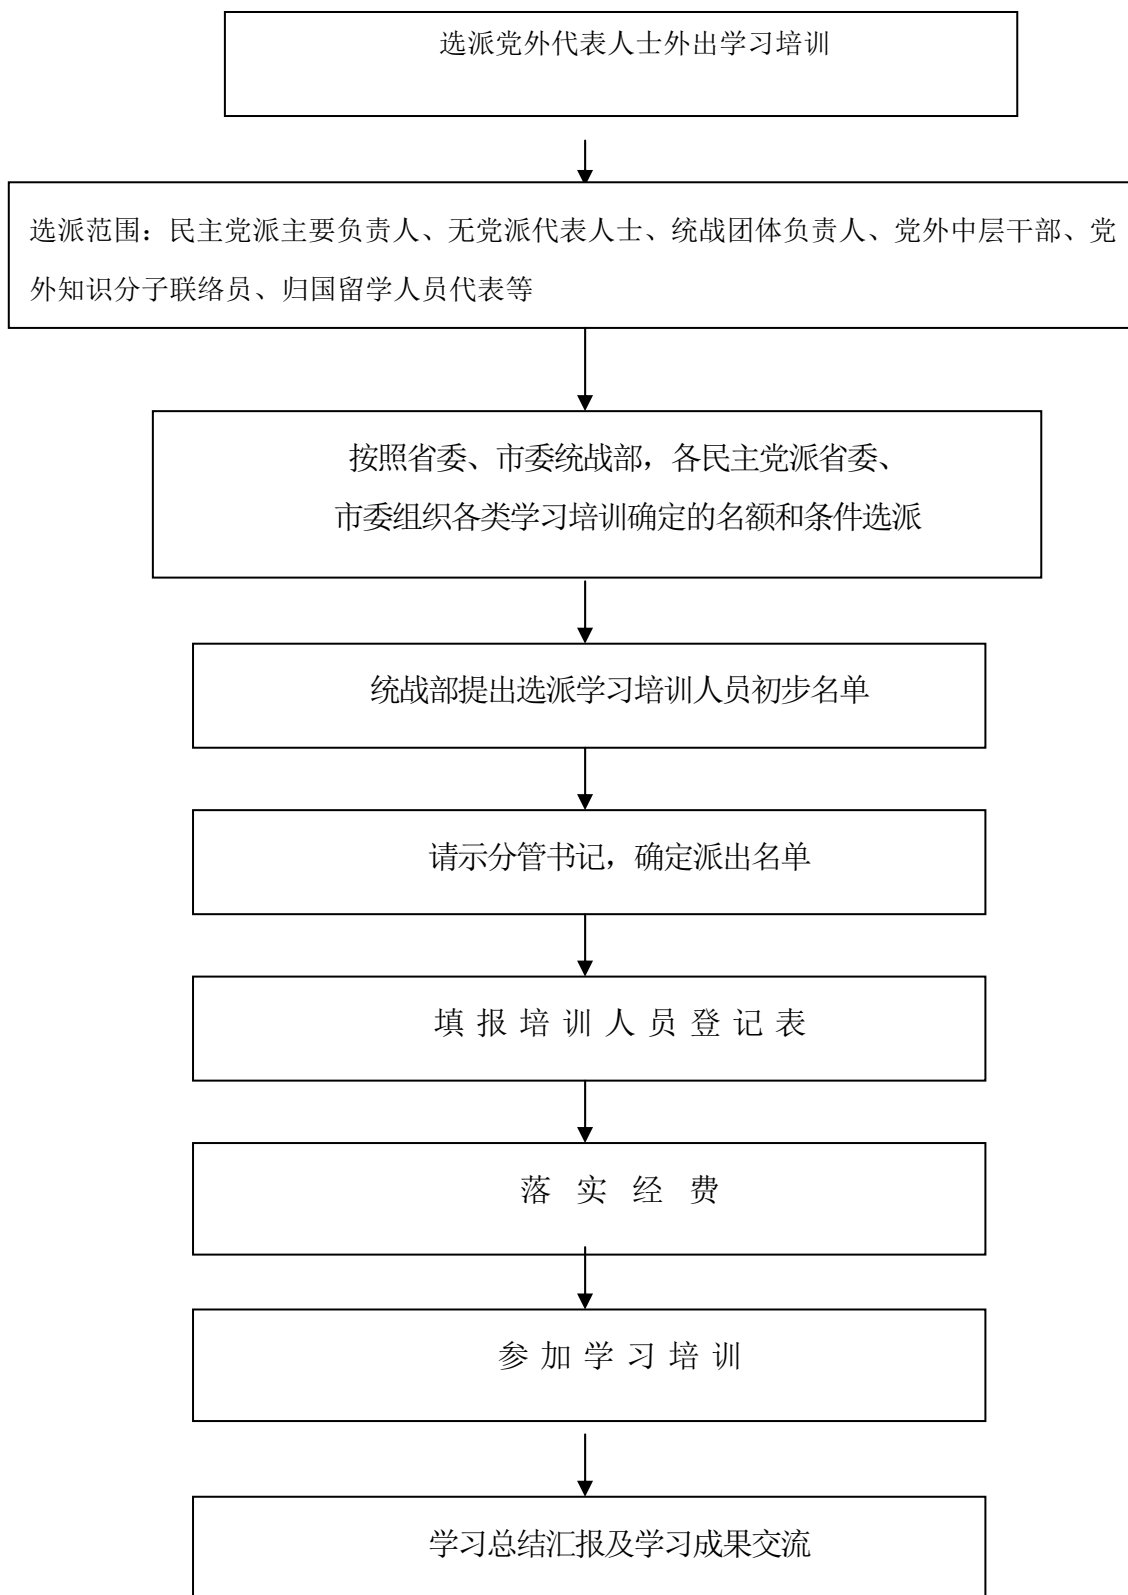 选派党外代表人士外出学习培训
选派范围：民主党派主要负责人、无党派代表人士、统战团体负责人、党外中层干部、党
外知识分子联络员、归国留学人员代表等
按照省委、市委统战部，各民主党派省委、
市委组织各类学习培训确定的名额和条件选派
统战部提出选派学习培训人员初步名单
请示分管书记，确定派出名单
填报培训人员登记表
落实经费
参加学习培训
学习总结汇报及学习成果交流